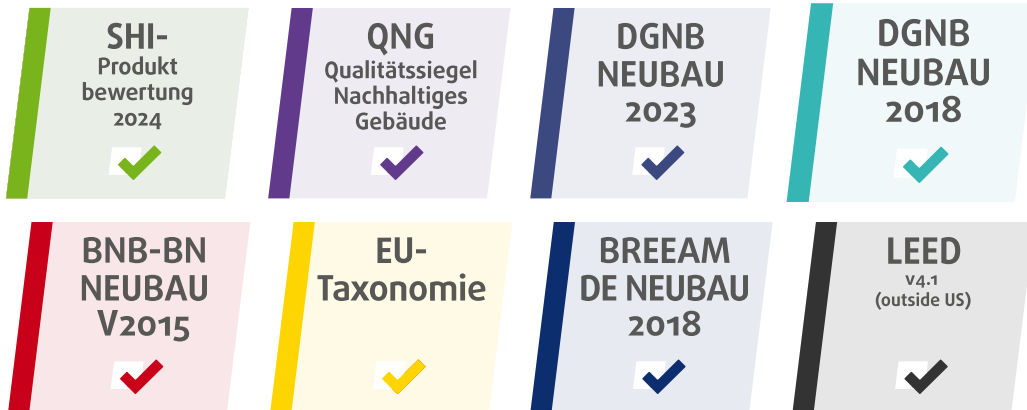 SHI-
Produkt
bewertung
2024
QNG
Qualitätssiegel
Nachhaltiges
Gebäude
DGNB
NEUBAU
2023
DGNB
NEUBAU
2018
BNB-BN
NEUBAU
V2015
EU-
Taxonomie
BREEAM
DE NEUBAU
2018
LEED
v4.1
(outside US)